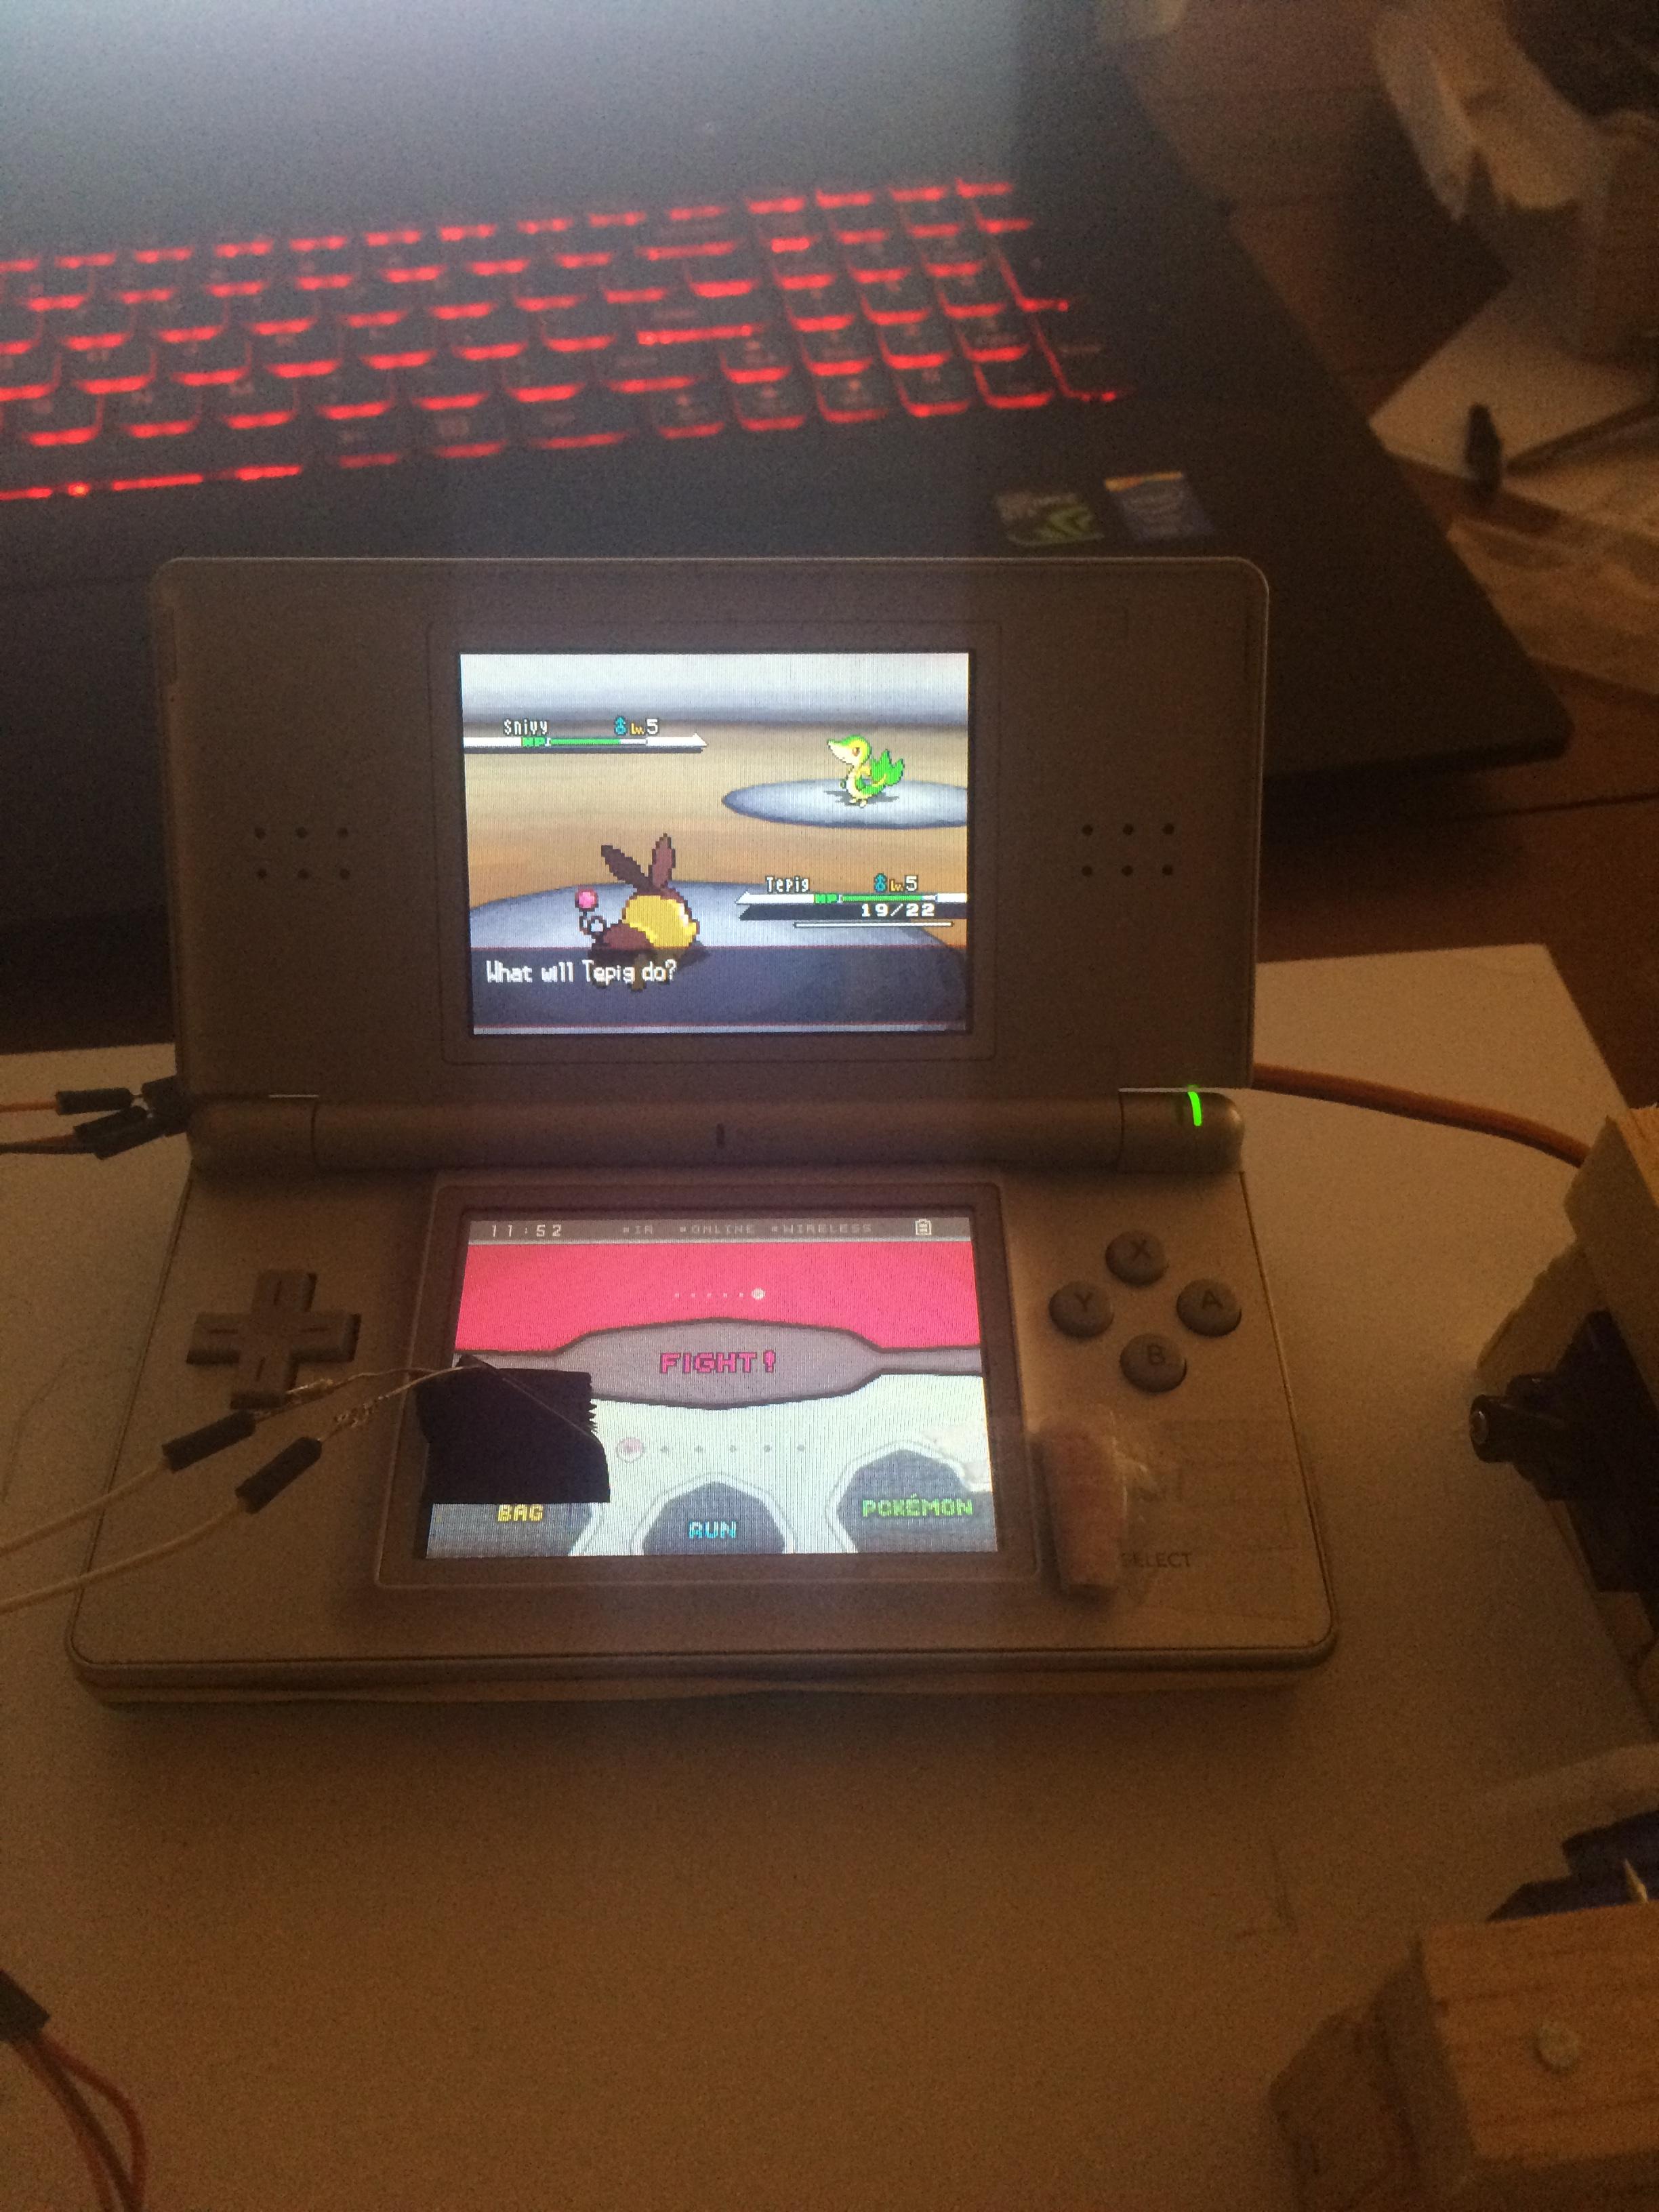 Snivy ♂ Lv.5
HP
Tepig ♂ Lv.5
HP
19/22
What will Tepig do?
11:52 IR ONLINE WIRELESS
FIGHT!
BAG
RUN
POKÉMON
X
Y
A
B
SELECT